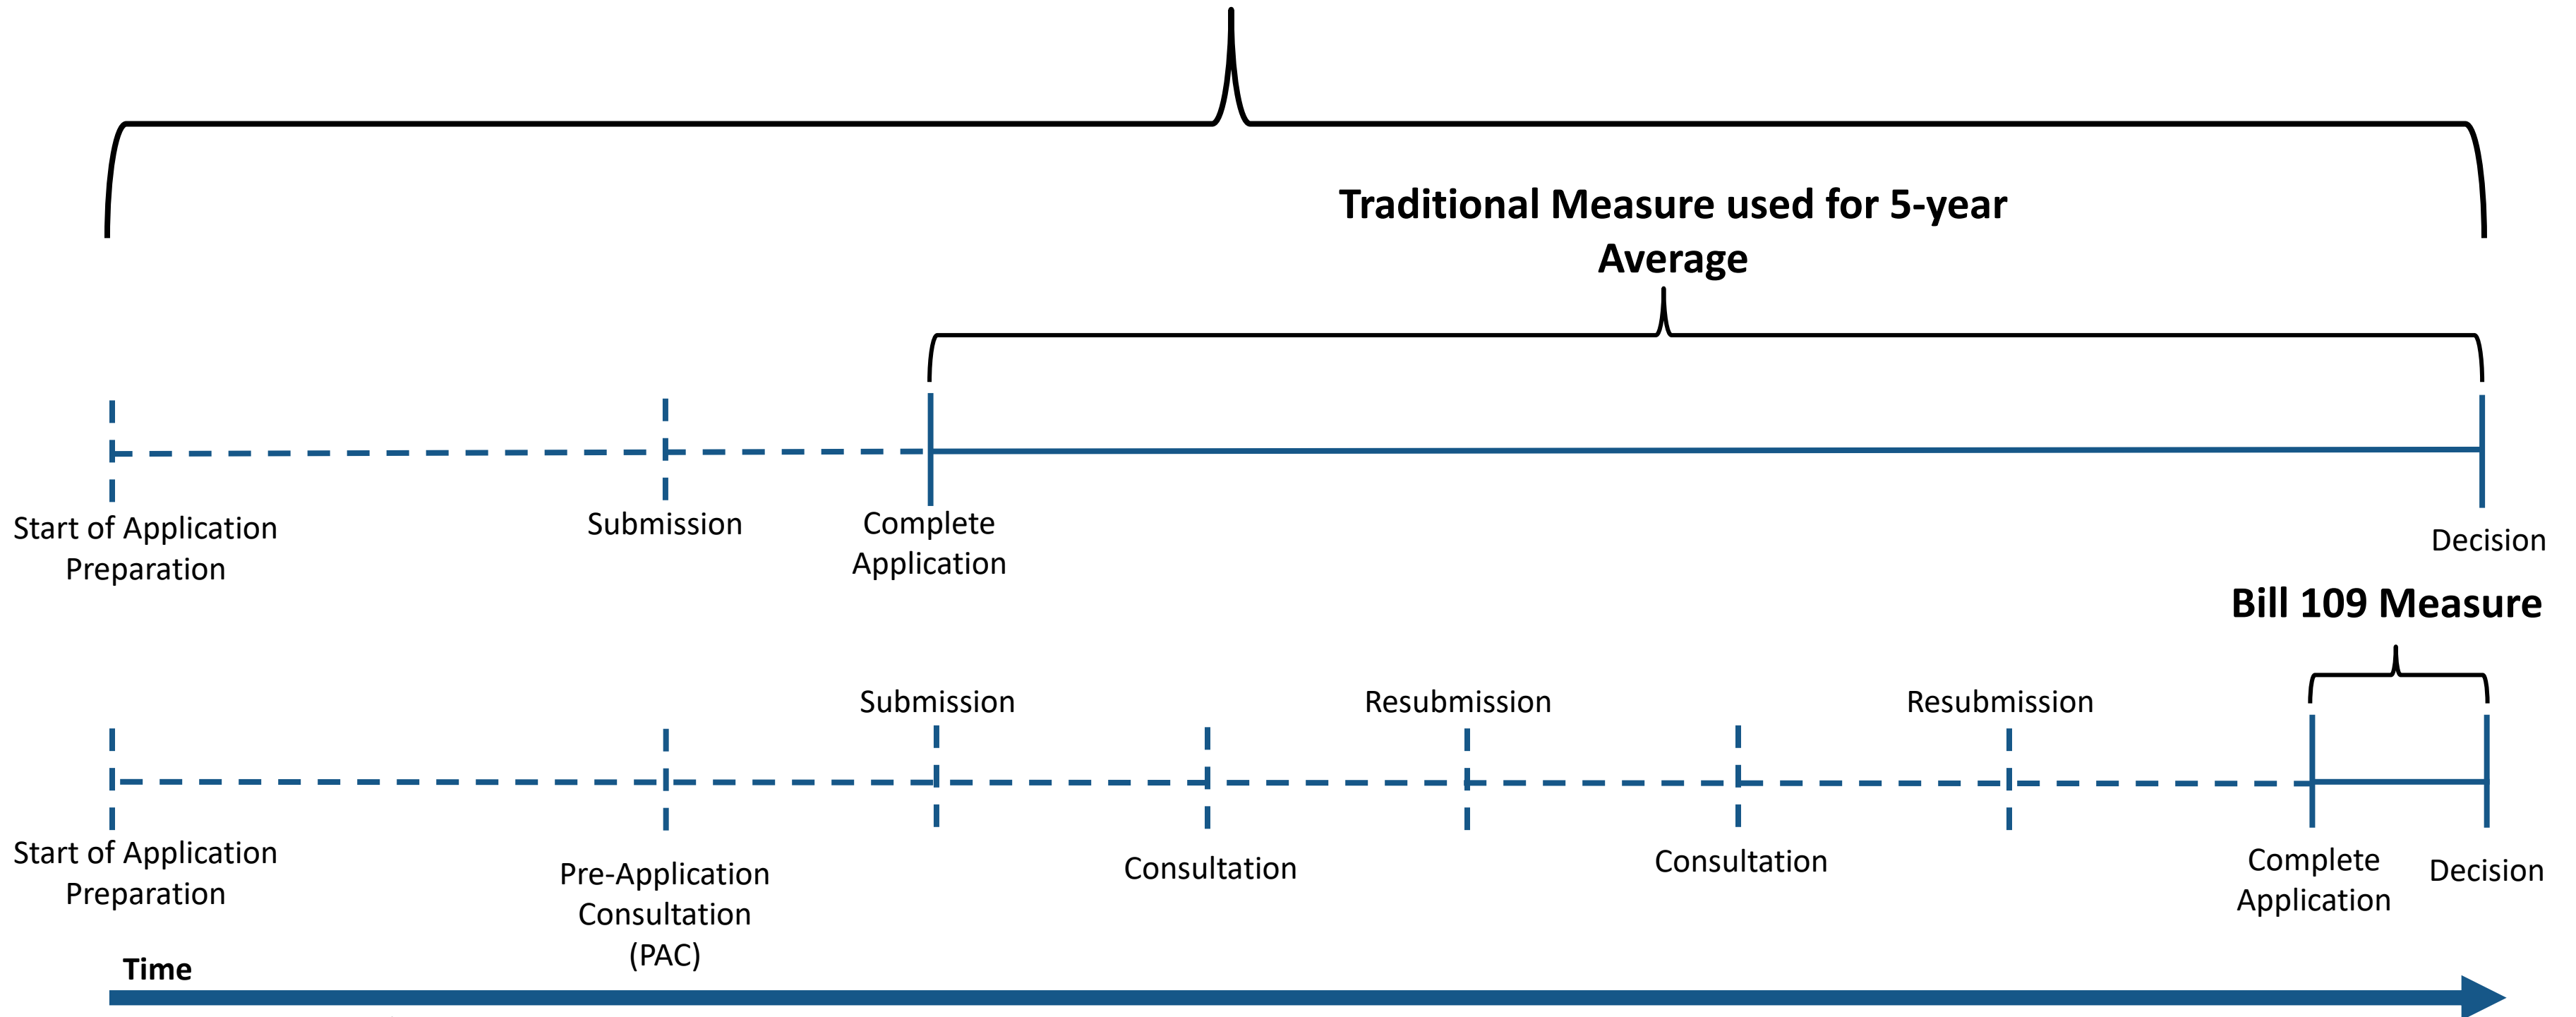 Traditional Measure used for 5-year
Average
Start of Application
Preparation
Submission
Complete
Application
Decision
Bill 109 Measure
Submission
Resubmission
Resubmission
Start of Application
Preparation
Pre-Application
Consultation
(PAC)
Consultation
Consultation
Complete
Application
Decision
Time